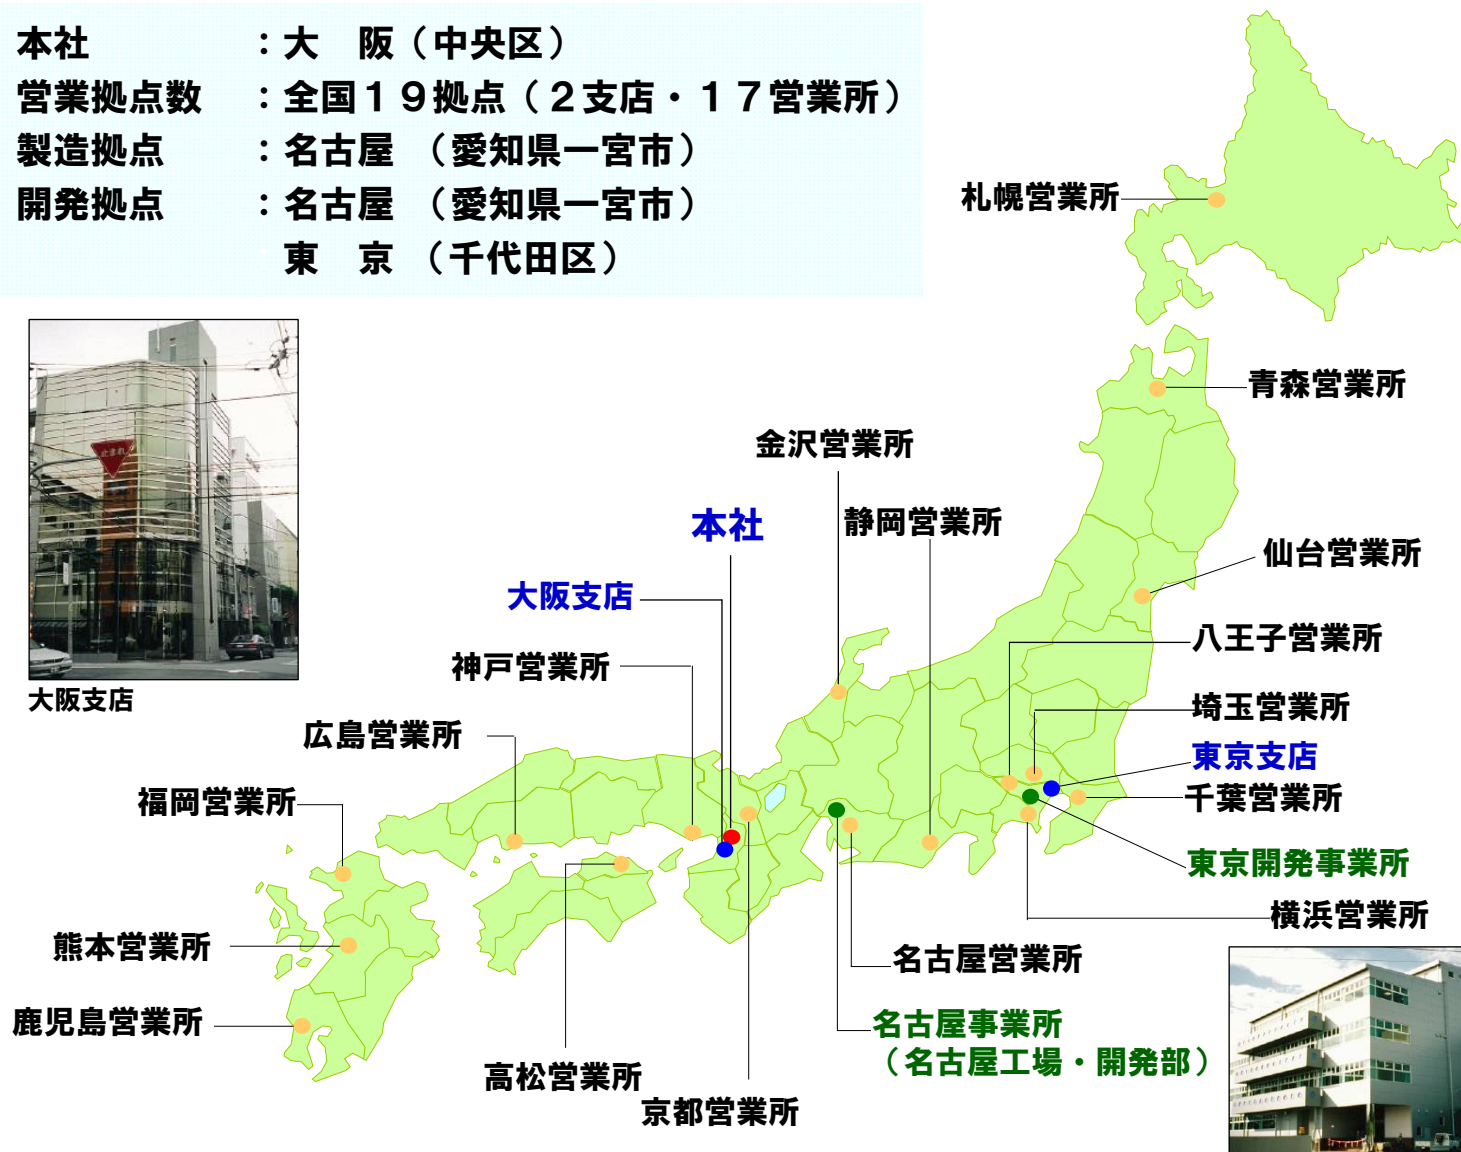 本社　　　　：大　阪（中央区）
営業拠点数　：全国１９拠点（２支店・１７営業所）
製造拠点　　：名古屋　（愛知県一宮市）
開発拠点　　：名古屋　（愛知県一宮市）
東　京　（千代田区）
札幌営業所
止まれ
青森営業所
金沢営業所
静岡営業所
本社
仙台営業所
大阪支店
八王子営業所
神戸営業所
大阪支店
埼玉営業所
広島営業所
東京支店
福岡営業所
千葉営業所
東京開発事業所
横浜営業所
熊本営業所
名古屋営業所
鹿児島営業所
名古屋事業所
（名古屋工場・開発部）
高松営業所
京都営業所